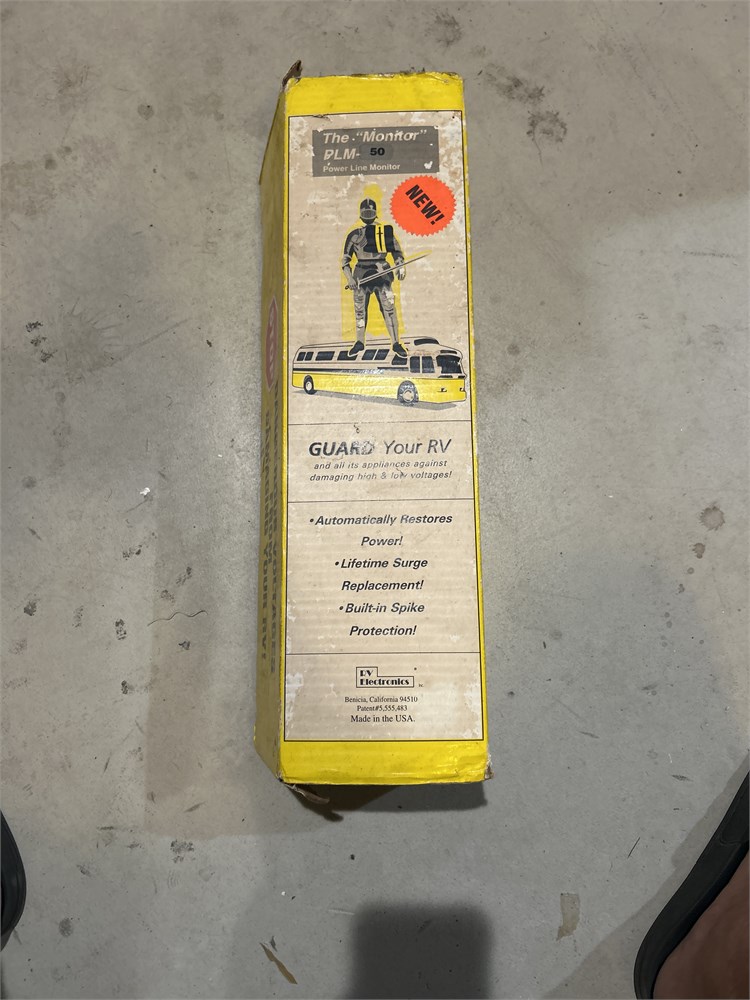 The "Monitor"
PLM- 50
Power Line Monitor
NEW!
GUARD Your RV
and all its appliances against
damaging high & low voltages!
•Automatically Restores
Power!
•Lifetime Surge
Replacement!
•Built-in Spike
Protection!
RV
Electronics
Benicia, California 94510
Patent#5,555,483
Made in the USA.
YOUR RV!